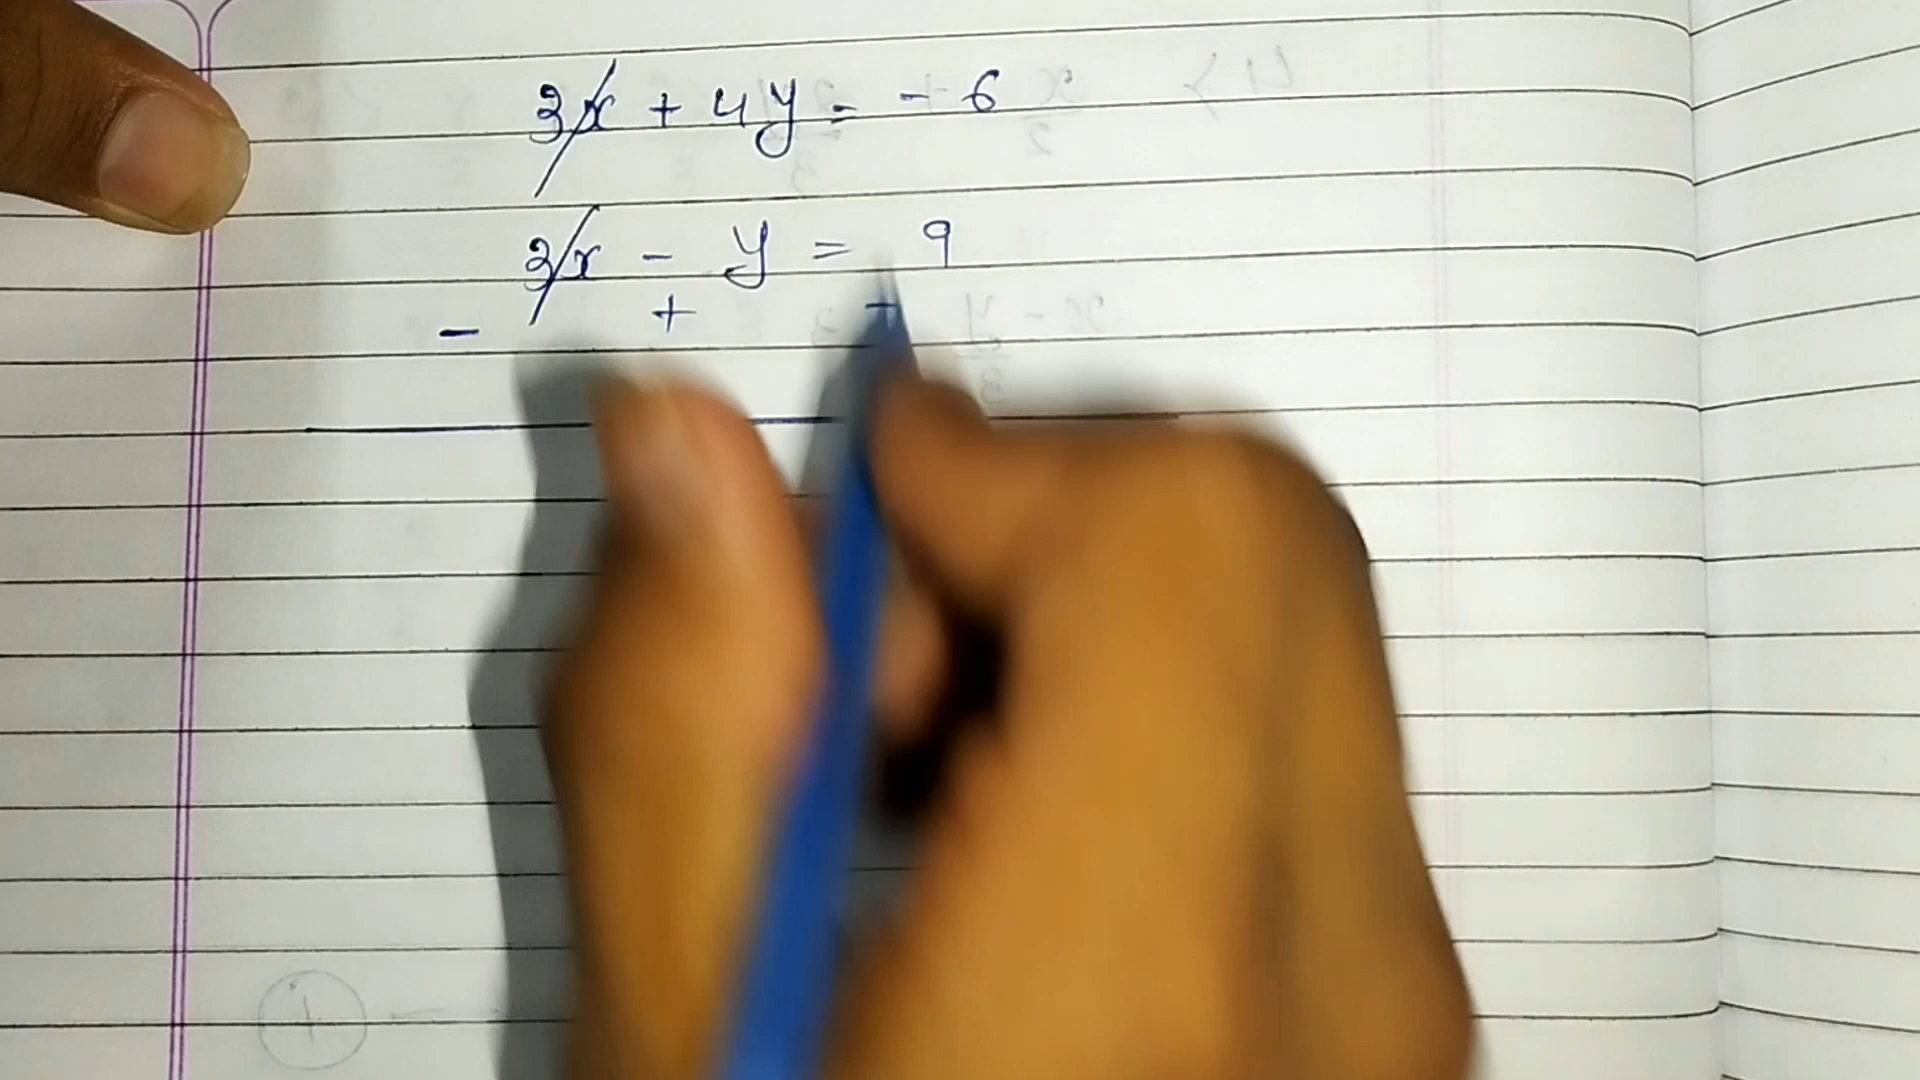 3x + 4y = - 6
3x - y = 9
- + -